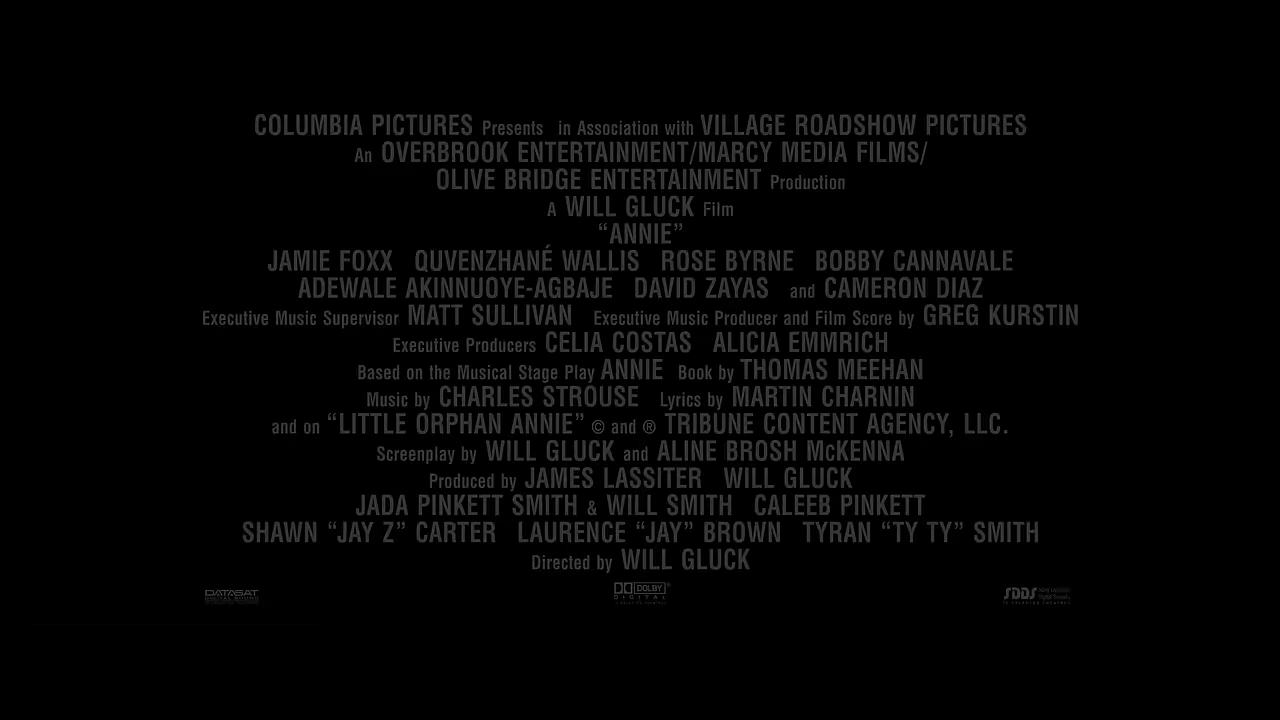 COLUMBIA PICTURES Presents in Association with VILLAGE ROADSHOW PICTURES
An OVERBROOK ENTERTAINMENT/MARCY MEDIA FILMS/
OLIVE BRIDGE ENTERTAINMENT Production
A WILL GLUCK Film
“ANNIE”
JAMIE FOXX QUVENZHANÉ WALLIS ROSE BYRNE BOBBY CANNAVALE
ADEWALE AKINNUOYE-AGBAJE DAVID ZAYAS and CAMERON DIAZ
Executive Music Supervisor MATT SULLIVAN Executive Music Producer and Film Score by GREG KURSTIN
Executive Producers CELIA COSTAS ALICIA EMMRICH
Based on the Musical Stage Play ANNIE Book by THOMAS MEEHAN
Music by CHARLES STROUSE Lyrics by MARTIN CHARNIN
and on “LITTLE ORPHAN ANNIE” © and ® TRIBUNE CONTENT AGENCY, LLC.
Screenplay by WILL GLUCK and ALINE BROSH McKENNA
Produced by JAMES LASSITER WILL GLUCK
JADA PINKETT SMITH & WILL SMITH CALEEB PINKETT
SHAWN “JAY Z” CARTER LAURENCE “JAY” BROWN TYRAN “TY TY” SMITH
Directed by WILL GLUCK
DATASAT DOLBY SDDS
DIGITAL SOUND DIGITAL